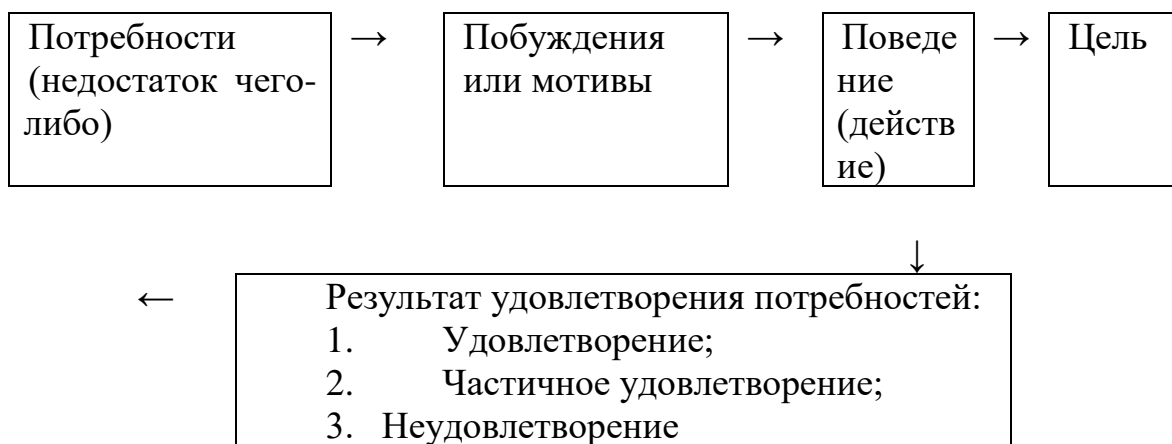 Потребности
(недостаток чего-
либо)
→
Побуждения
или мотивы
→
Поведе
ние
(действ
ие)
→
Цель
↓
←
Результат удовлетворения потребностей:
1. Удовлетворение;
2. Частичное удовлетворение;
3. Неудовлетворение